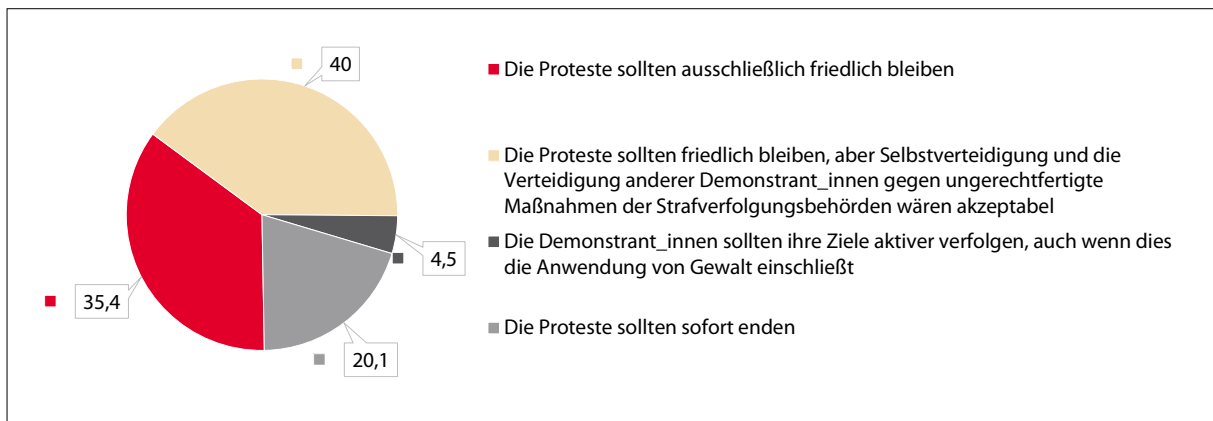 40
Die Proteste sollten ausschließlich friedlich bleiben
Die Proteste sollten friedlich bleiben, aber Selbstverteidigung und die
Verteidigung anderer Demonstrant_innen gegen ungerechtfertigte
Maßnahmen der Strafverfolgungsbehörden wären akzeptabel
4,5
Die Demonstrant_innen sollten ihre Ziele aktiver verfolgen, auch wenn dies
die Anwendung von Gewalt einschließt
35,4
Die Proteste sollten sofort enden
20,1